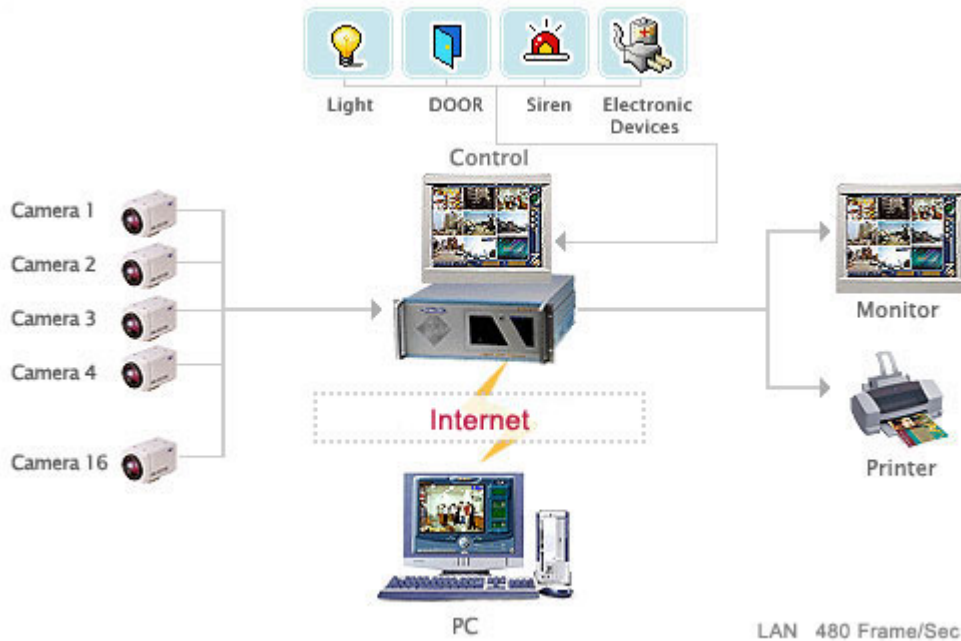 Light
DOOR
Siren
Electronic
Devices
Control
Camera 1
Camera 2
Camera 3
Camera 4
Camera 16
Monitor
Internet
Printer
PC
LAN 480 Frame/Sec